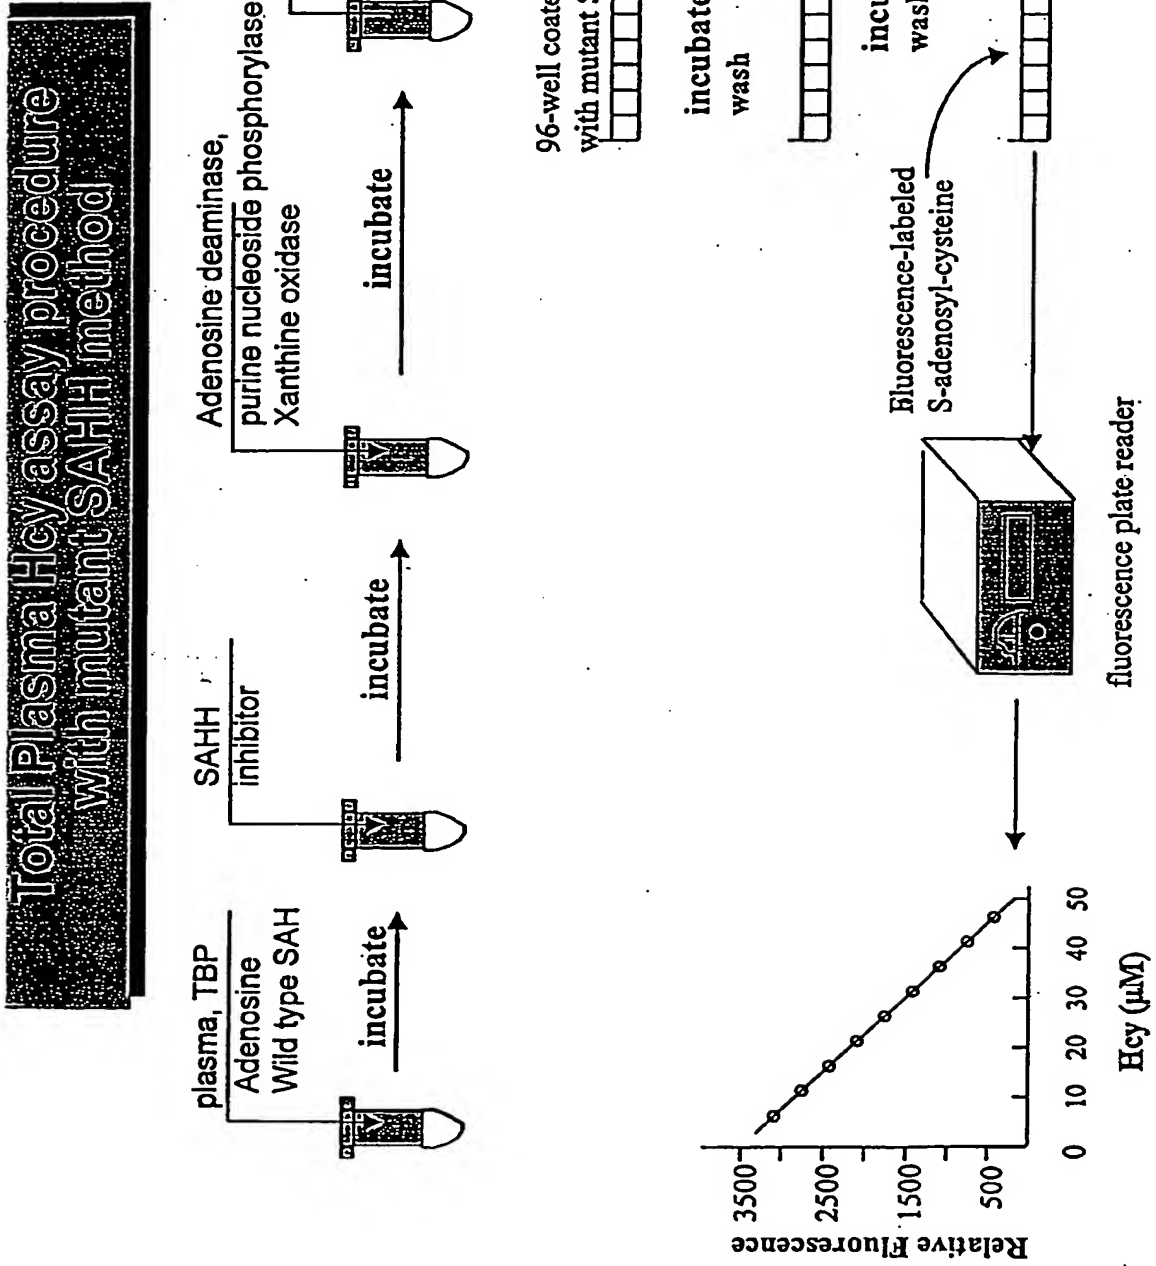 Total Plasma Hcy assay procedure
with mutant SAHH method
plasma, TBP
Adenosine
Wild type SAH
incubate
SAHH
inhibitor
incubate
Adenosine deaminase,
purine nucleoside phosphorylase
Xanthine oxidase
incubate
96-well coate
with mutant
incubate
wash
incu
wash
Fluorescence-labeled
S-adenosyl-cysteine
fluorescence plate reader
Relative Fluorescence
3500
2500
1500
500
0
10
20
30
40
50
Hcy (µM)